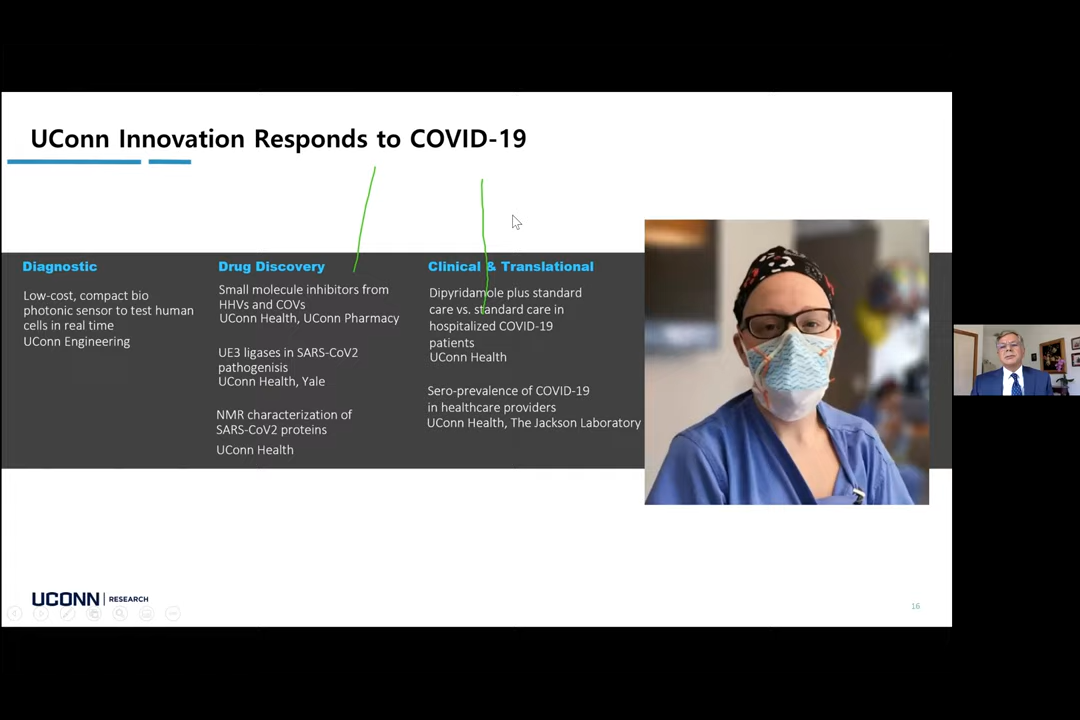 UConn Innovation Responds to COVID-19
Diagnostic
Low-cost, compact bio
photonic sensor to test human
cells in real time
UConn Engineering
Drug Discovery
Small molecule inhibitors from
HHVs and COVs
UConn Health, UConn Pharmacy
UE3 ligases in SARS-CoV2
pathogenisis
UConn Health, Yale
NMR characterization of
SARS-CoV2 proteins
UConn Health
Clinical & Translational
Dipyridamole plus standard
care vs. standard care in
hospitalized COVID-19
patients
UConn Health
Sero-prevalence of COVID-19
in healthcare providers
UConn Health, The Jackson Laboratory
UCONN | RESEARCH
16